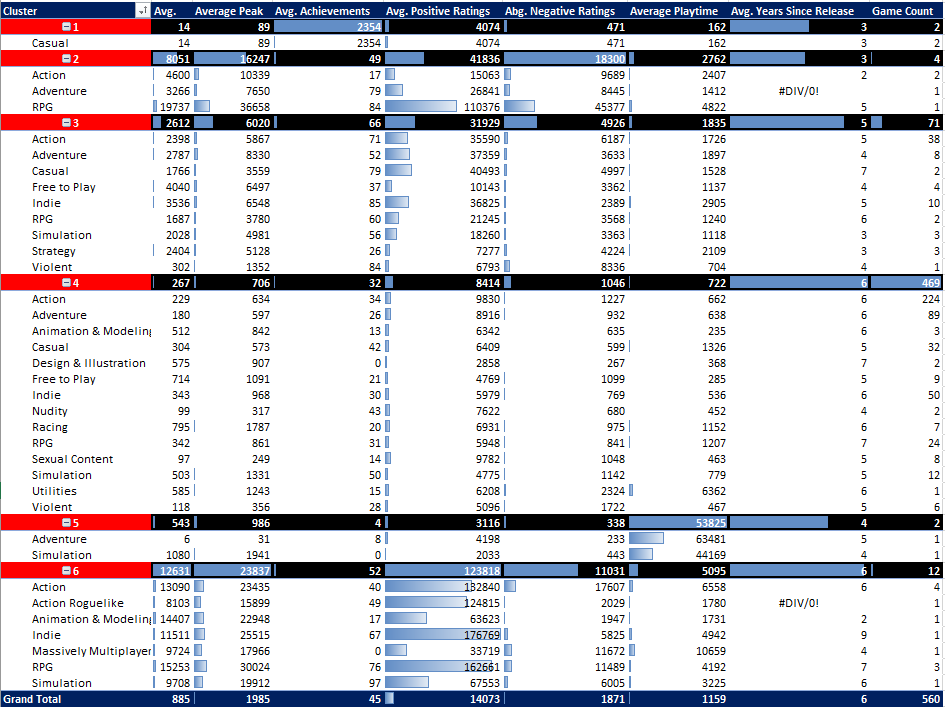 Cluster Avg. Average Peak Avg. Achievements Avg. Positive Ratings Abg. Negative Ratings Average Playtime Avg. Years Since Release Game Count
1 14 89 2354 4074 471 162 3 2
Casual 14 89 2354 4074 471 162 3 2
2 8051 16247 49 41836 18300 2762 3 4
Action 4600 10339 17 15063 9689 2407 2 2
Adventure 3266 7650 79 26841 8445 1412 #DIV/0! 1
RPG 19737 36658 84 110376 45377 4822 5 1
3 2612 6020 66 31929 4926 1835 5 71
Action 2398 5867 71 35590 6187 1726 5 38
Adventure 2787 8330 52 37359 3633 1897 4 8
Casual 1766 3559 79 40493 4997 1528 7 2
Free to Play 4040 6497 37 10143 3362 1137 4 4
Indie 3536 6548 85 36825 2389 2905 5 10
RPG 1687 3780 60 21245 3568 1240 6 2
Simulation 2028 4981 56 18260 3363 1118 3 3
Strategy 2404 5128 26 7277 4224 2109 3 3
Violent 302 1352 84 6793 8336 704 4 1
4 267 706 32 8414 1046 722 6 469
Action 229 634 34 9830 1227 662 6 224
Adventure 180 597 26 8916 932 638 6 89
Animation & Modeling 512 842 13 6342 635 235 6 3
Casual 304 573 42 6409 599 1326 5 32
Design & Illustration 575 907 0 2858 267 368 7 2
Free to Play 714 1091 21 4769 1099 285 5 9
Indie 343 968 30 5979 769 536 6 50
Nudity 99 317 43 7622 680 452 4 2
Racing 795 1787 20 6931 975 1152 6 7
RPG 342 861 31 5948 841 1207 7 24
Sexual Content 97 249 14 9782 1048 463 5 8
Simulation 503 1331 50 4775 1142 779 5 12
Utilities 585 1243 15 6208 2324 6362 6 1
Violent 118 356 28 5096 1722 467 5 6
5 543 986 4 3116 338 53825 4 2
Adventure 6 31 8 4198 233 63481 5 1
Simulation 1080 1941 0 2033 443 44169 4 1
6 12631 23837 52 123818 11031 5095 6 12
Action 13090 23435 40 132840 17607 6558 6 4
Action Roguelike 8103 15899 49 124815 2029 1780 #DIV/0! 1
Animation & Modeling 14407 22948 17 63623 1947 1731 2 1
Indie 11511 25515 67 176769 5825 4942 9 1
Massively Multiplayer 9724 17966 0 33719 11672 10659 4 1
RPG 15253 30024 76 162661 11489 4192 7 3
Simulation 9708 19912 97 67553 6005 3225 6 1
Grand Total 885 1985 45 14073 1871 1159 6 560